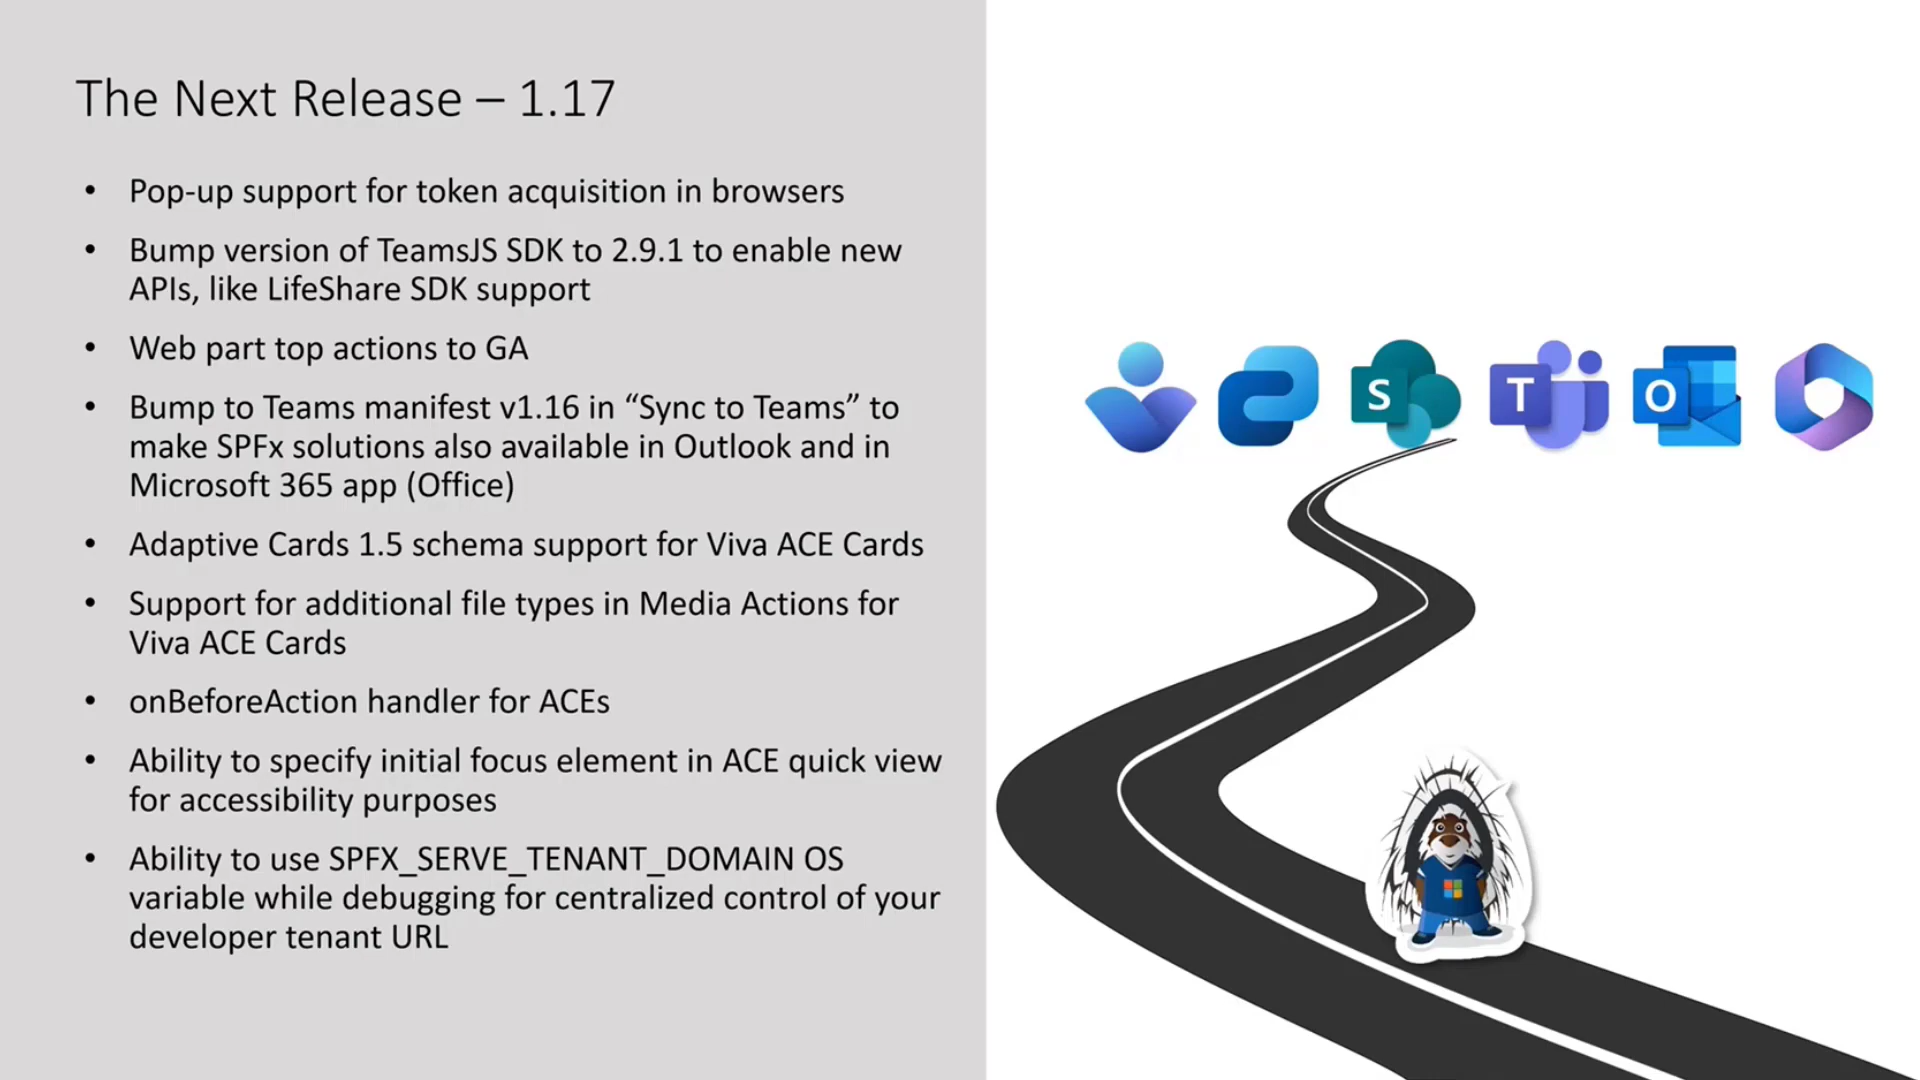 The Next Release – 1.17
• Pop-up support for token acquisition in browsers
• Bump version of TeamsJS SDK to 2.9.1 to enable new
APIs, like LifeShare SDK support
• Web part top actions to GA
• Bump to Teams manifest v1.16 in “Sync to Teams” to
make SPFx solutions also available in Outlook and in
Microsoft 365 app (Office)
• Adaptive Cards 1.5 schema support for Viva ACE Cards
• Support for additional file types in Media Actions for
Viva ACE Cards
• onBeforeAction handler for ACEs
• Ability to specify initial focus element in ACE quick view
for accessibility purposes
• Ability to use SPFX_SERVE_TENANT_DOMAIN OS
variable while debugging for centralized control of your
developer tenant URL
S
T
O